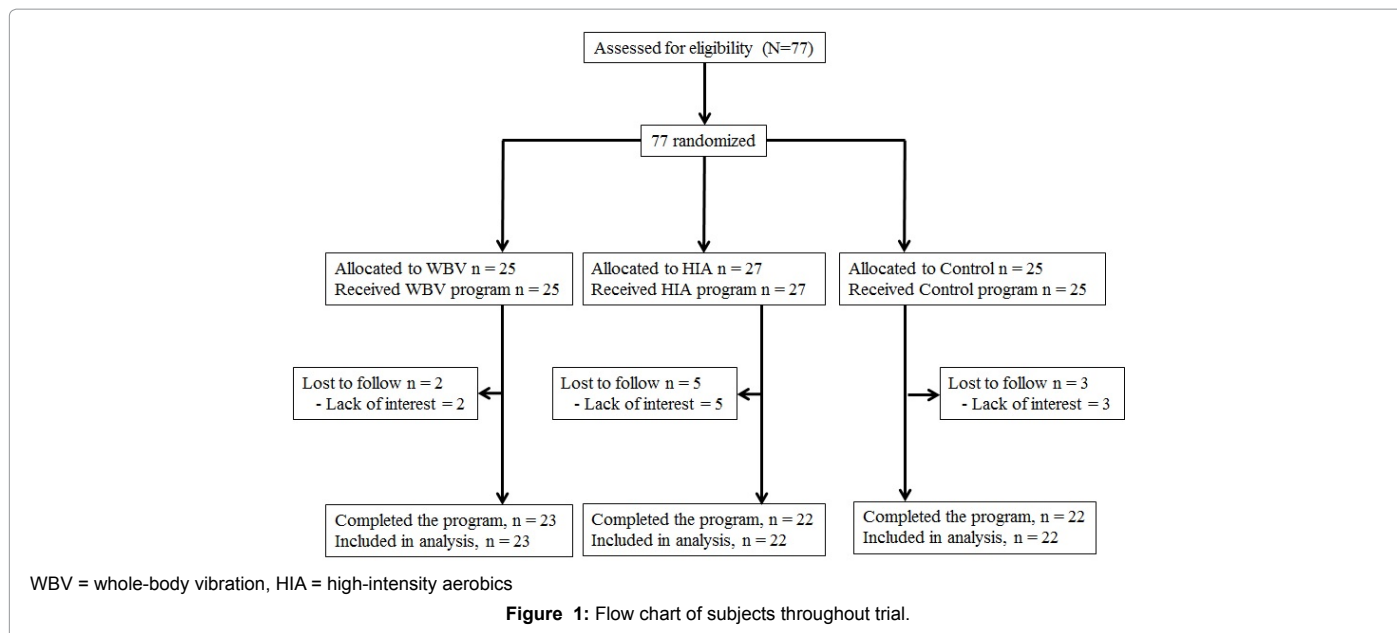 Assessed for eligibility (N=77)
77 randomized
Allocated to WBV n = 25
Received WBV program n = 25
Allocated to HIA n = 27
Received HIA program n = 27
Allocated to Control n = 25
Received Control program n = 25
Lost to follow n = 2
- Lack of interest = 2
Lost to follow n = 5
- Lack of interest = 5
Lost to follow n = 3
- Lack of interest = 3
Completed the program, n = 23
Included in analysis, n = 23
Completed the program, n = 22
Included in analysis, n = 22
Completed the program, n = 22
Included in analysis, n = 22
WBV = whole-body vibration, HIA = high-intensity aerobics
Figure 1: Flow chart of subjects throughout trial.